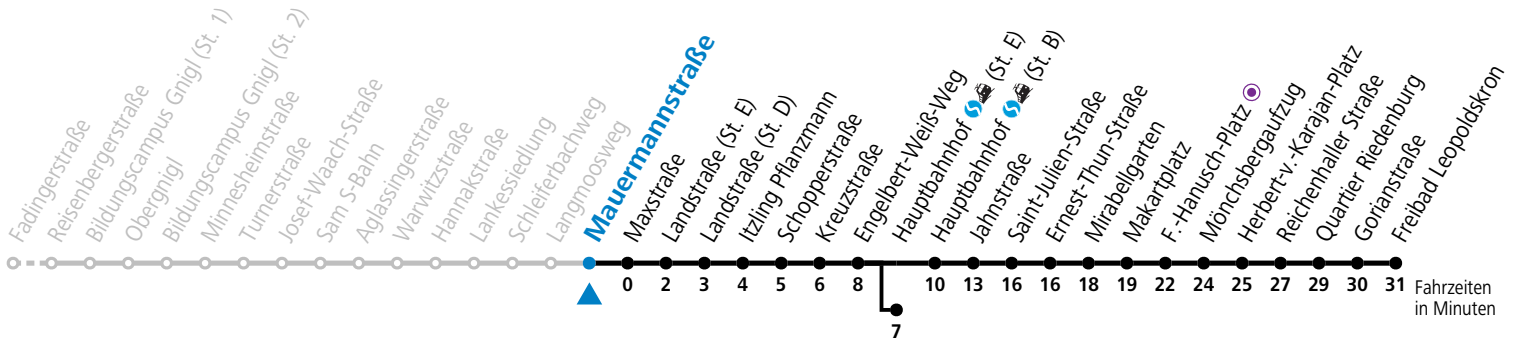 Fadingerstraße
Reisenbergerstraße
Bildungscampus Gnigl (St. 1)
Obergnigl
Bildungscampus Gnigl (St. 2)
Minnesheimstraße
Turnerstraße
Josef-Waach-Straße
Sam S-Bahn
Aglassingerstraße
Warwitzstraße
Hannakstraße
Lankessiedlung
Schleiferbachweg
Langmoosweg
Mauermannstraße
Maxstraße
Landstraße (St. E)
Landstraße (St. D)
Itzling Pflanzmann
Schopperstraße
Kreuzstraße
Engelbert-Weiß-Weg
Hauptbahnhof (St. E)
Hauptbahnhof (St. B)
Jahnstraße
Saint-Julien-Straße
Ernest-Thun-Straße
Mirabellgarten
Makartplatz
F.-Hanusch-Platz
Mönchsbergaufzug
Herbert-v.-Karajan-Platz
Reichenhaller Straße
Quartier Riedenburg
Gorianstraße
Freibad Leopoldskron
0 2 3 4 5 6 8 10 13 16 16 18 19 22 24 25 27 29 30 31
Fahrzeiten
in Minuten
7